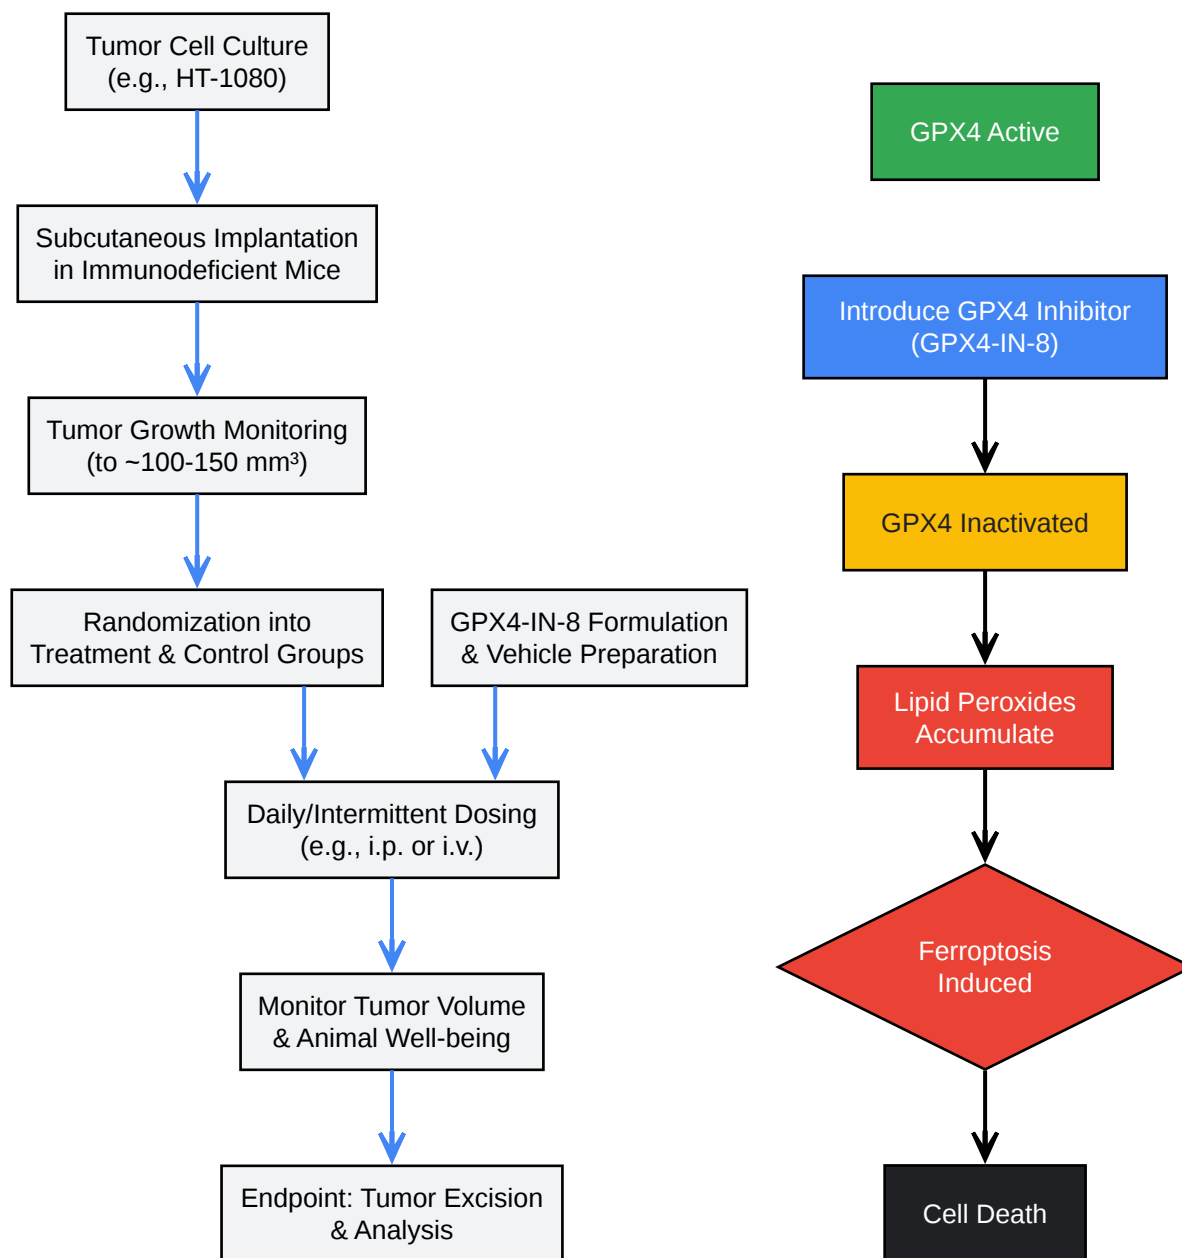 Tumor Cell Culture
(e.g., HT-1080)
Subcutaneous Implantation
in Immunodeficient Mice
Tumor Growth Monitoring
(to ~100-150 mm³)
Randomization into
Treatment & Control Groups
GPX4-IN-8 Formulation
& Vehicle Preparation
Daily/Intermittent Dosing
(e.g., i.p. or i.v.)
Monitor Tumor Volume
& Animal Well-being
Endpoint: Tumor Excision
& Analysis
GPX4 Active
Introduce GPX4 Inhibitor
(GPX4-IN-8)
GPX4 Inactivated
Lipid Peroxides
Accumulate
Ferroptosis
Induced
Cell Death